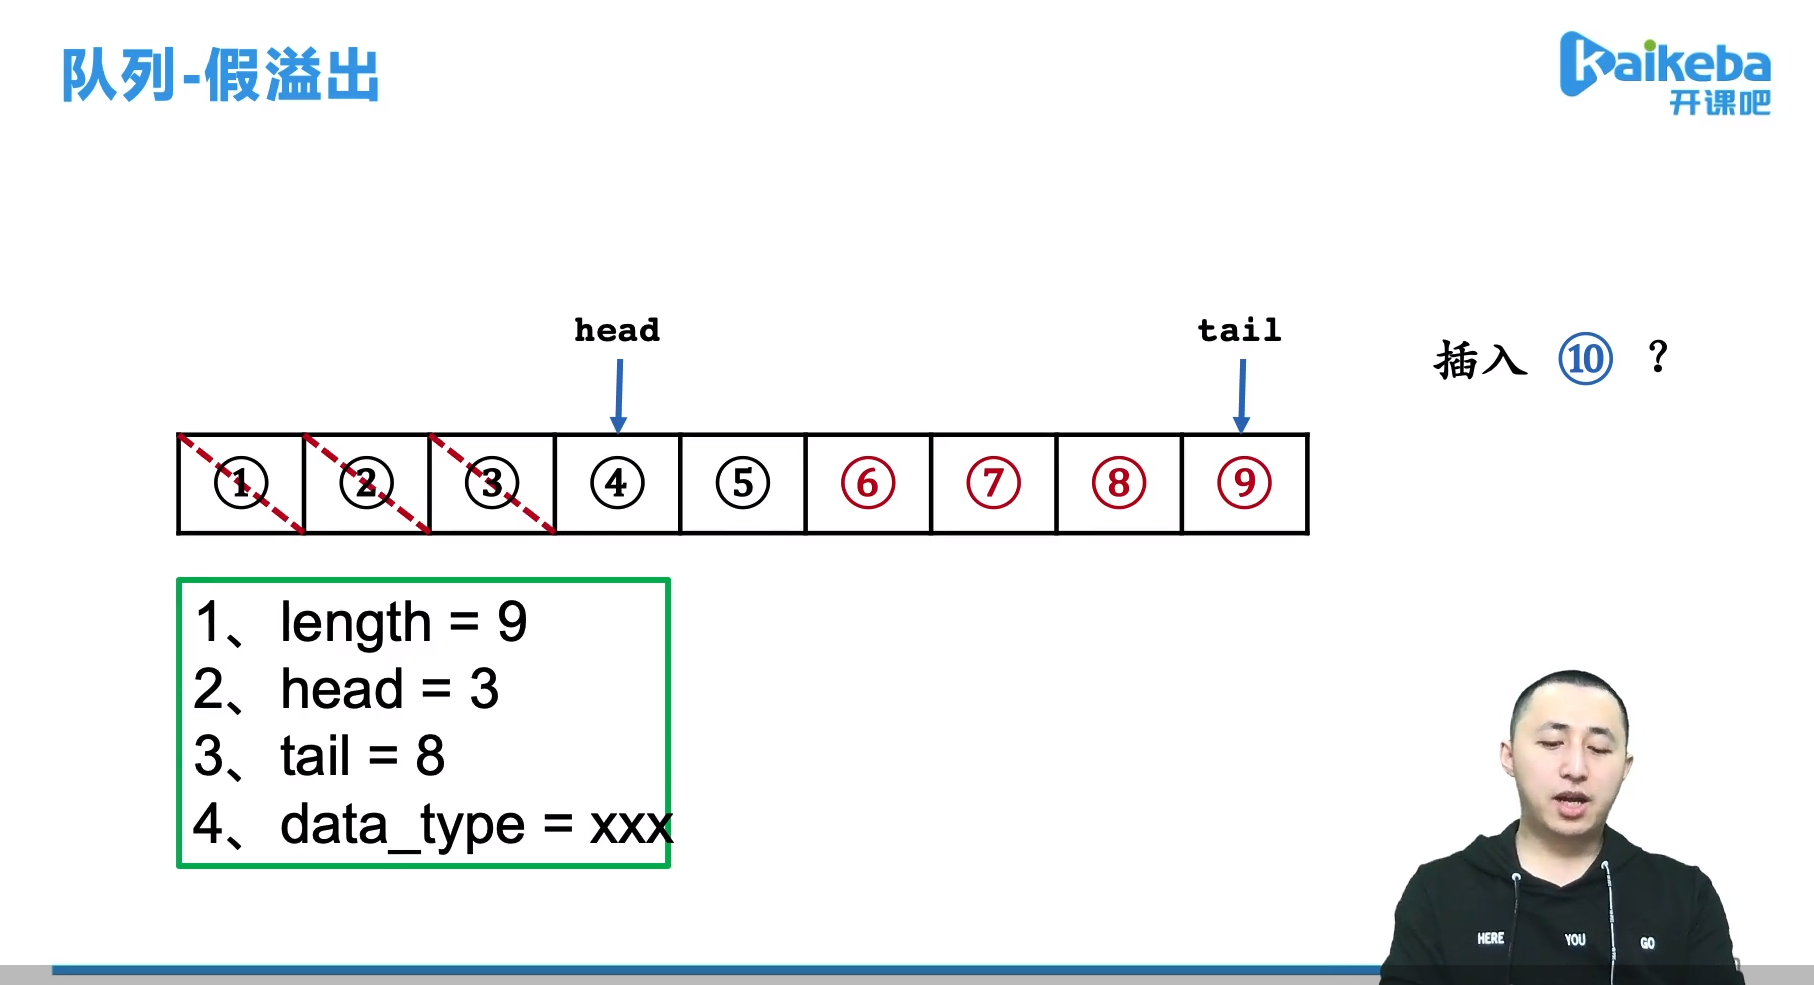 队列-假溢出
Kaikeba
开课吧
head
tail
插入 ⑩ ?
① ② ③ ④ ⑤ ⑥ ⑦ ⑧ ⑨
1、length = 9
2、head = 3
3、tail = 8
4、data_type = xxx
HERE YOU GO